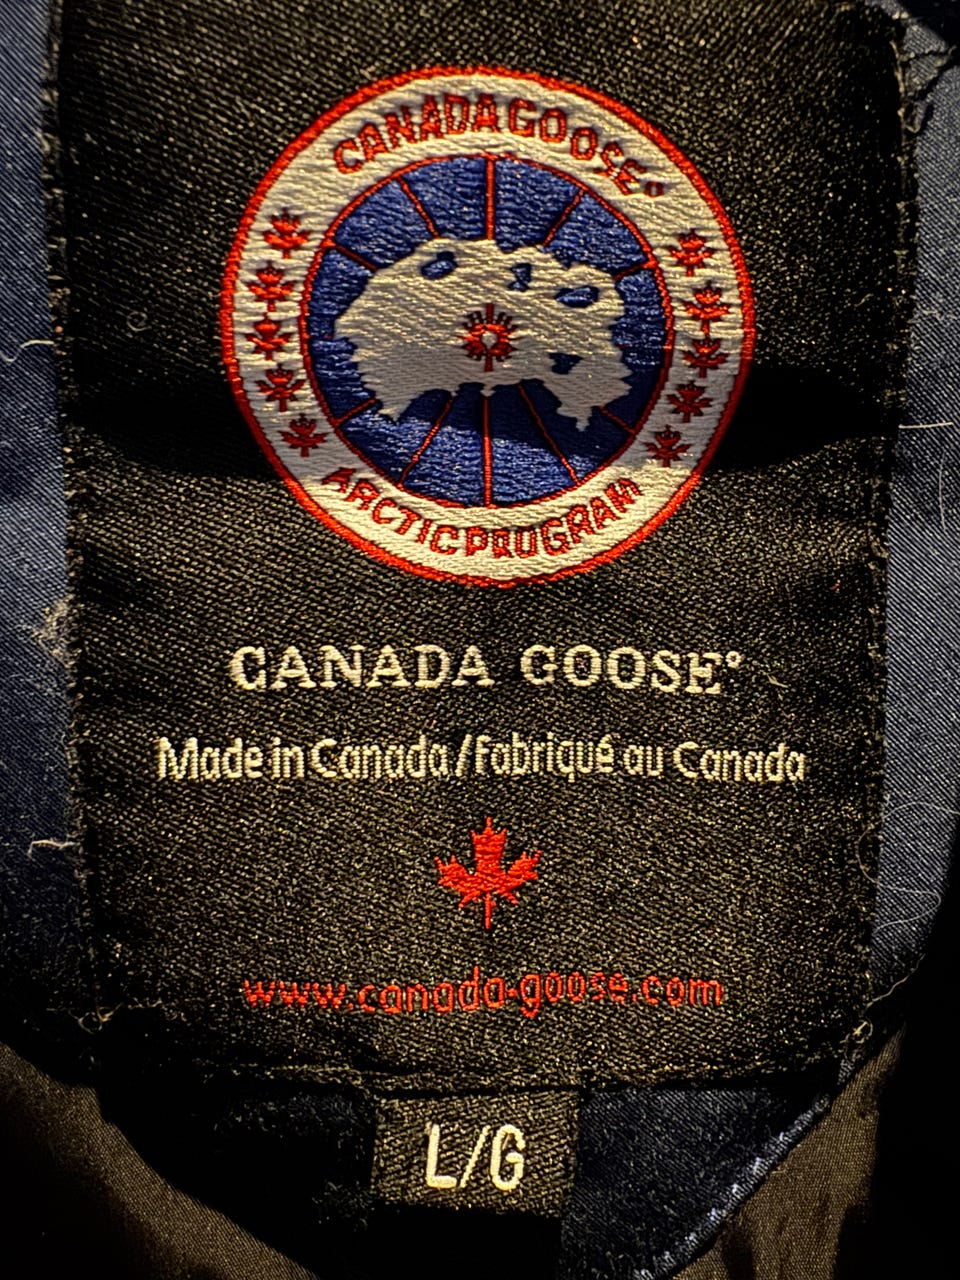 CANADA GOOSE®
ARCTIC PROGRAM
CANADA GOOSE®
Made in Canada/Fabriqué au Canada
www.canada-goose.com
L/G